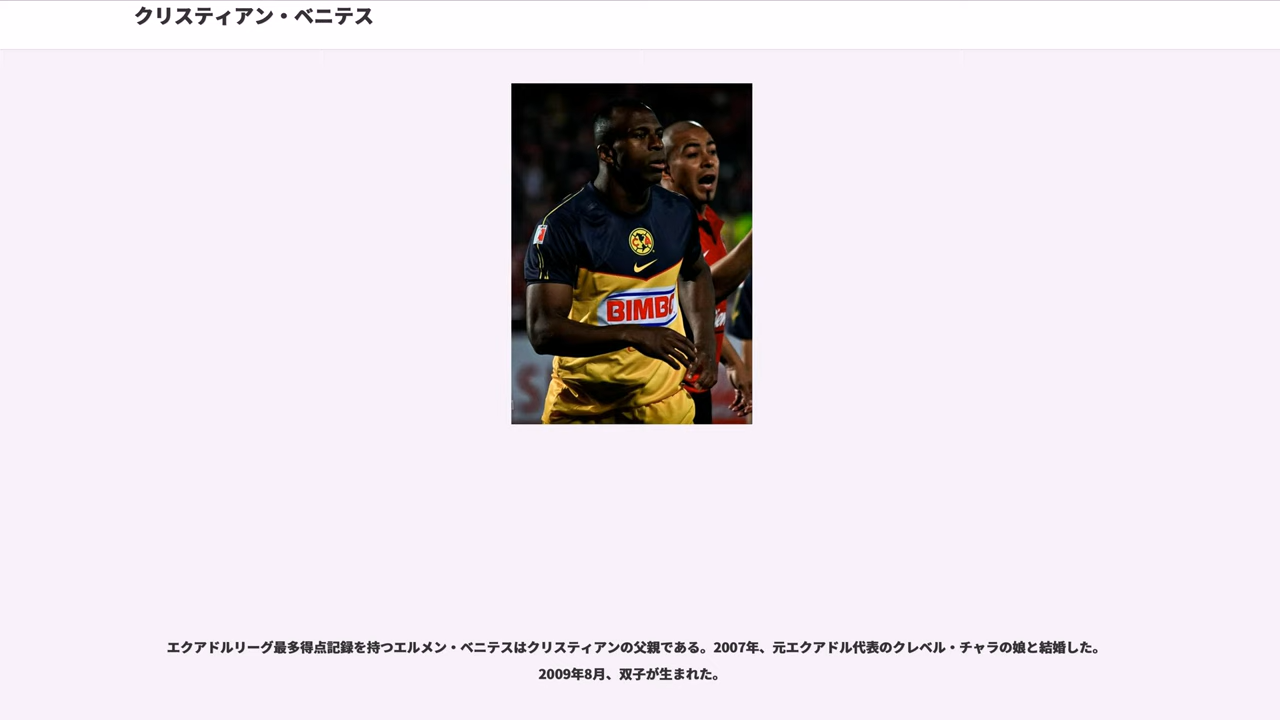 クリスティアン・ベニテス
BIMBO
エクアドルリーグ最多得点記録を持つエルメン・ベニテスはクリスティアンの父親である。2007年、元エクアドル代表のクレベル・チャラの娘と結婚した。
2009年8月、双子が生まれた。